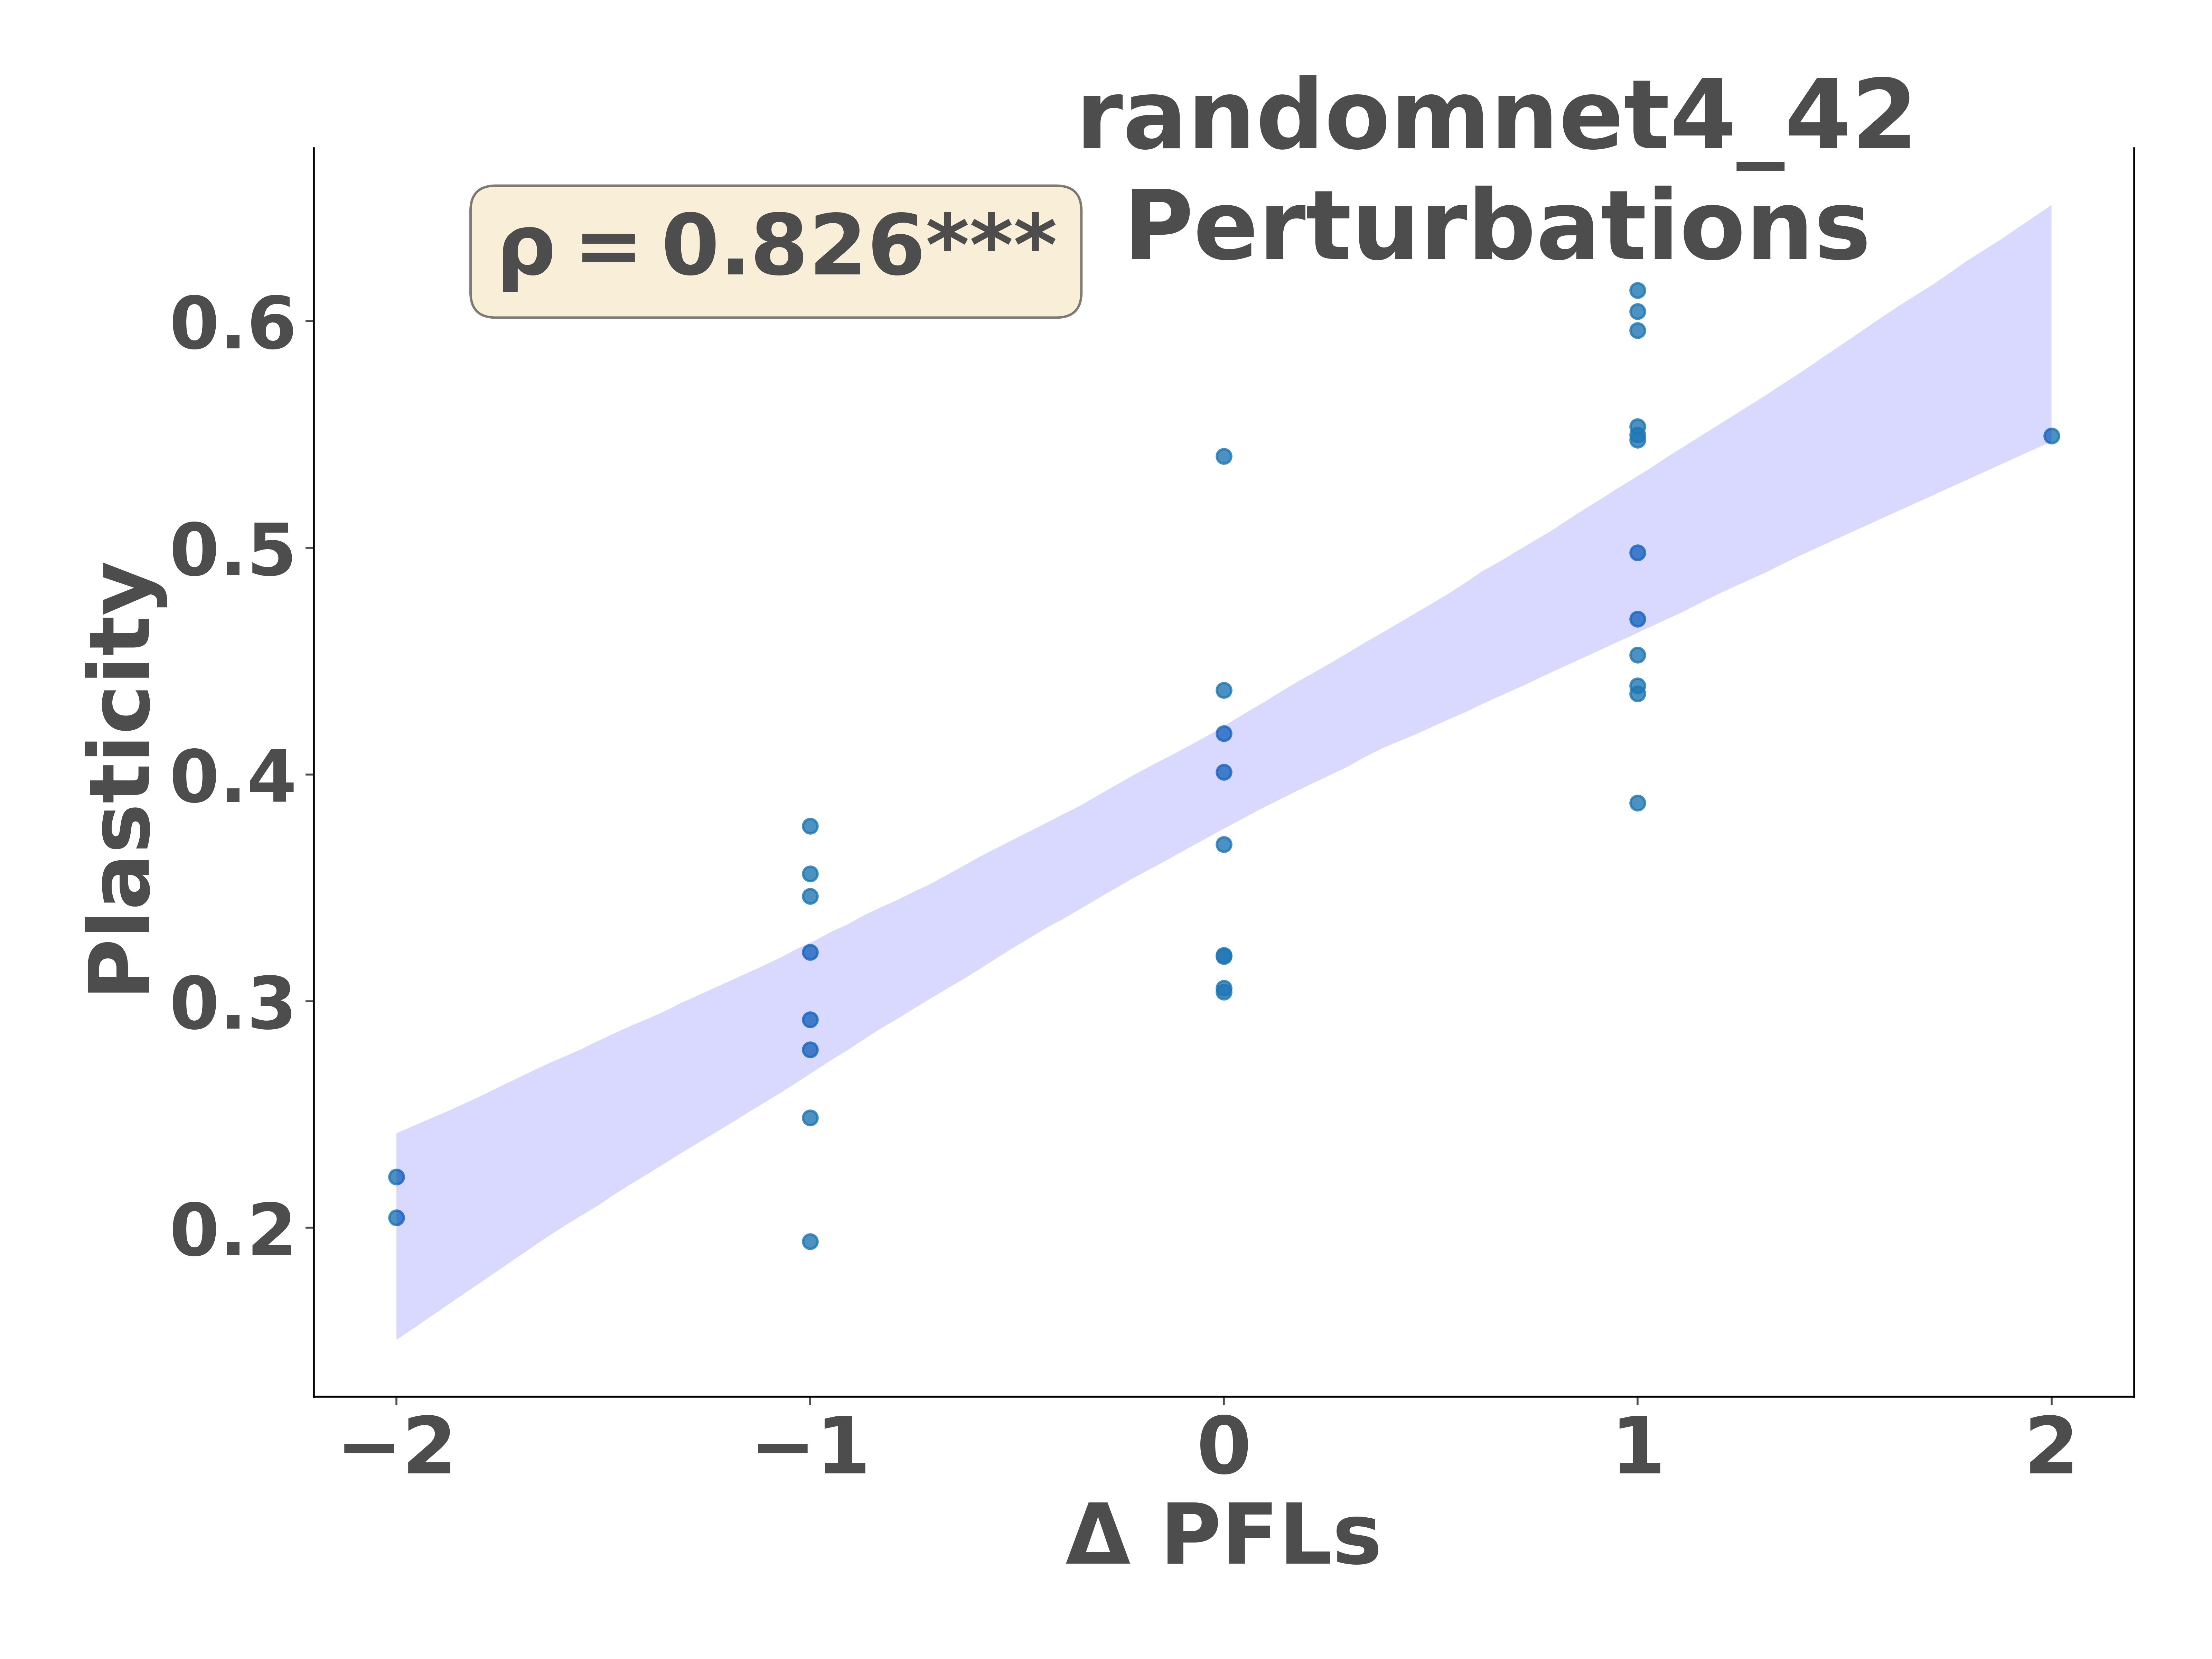 randomnet4_42
Perturbations
ρ = 0.826***
0.6
0.5
0.4
0.3
0.2
Plasticity
−2 −1 0 1 2
Δ PFLs